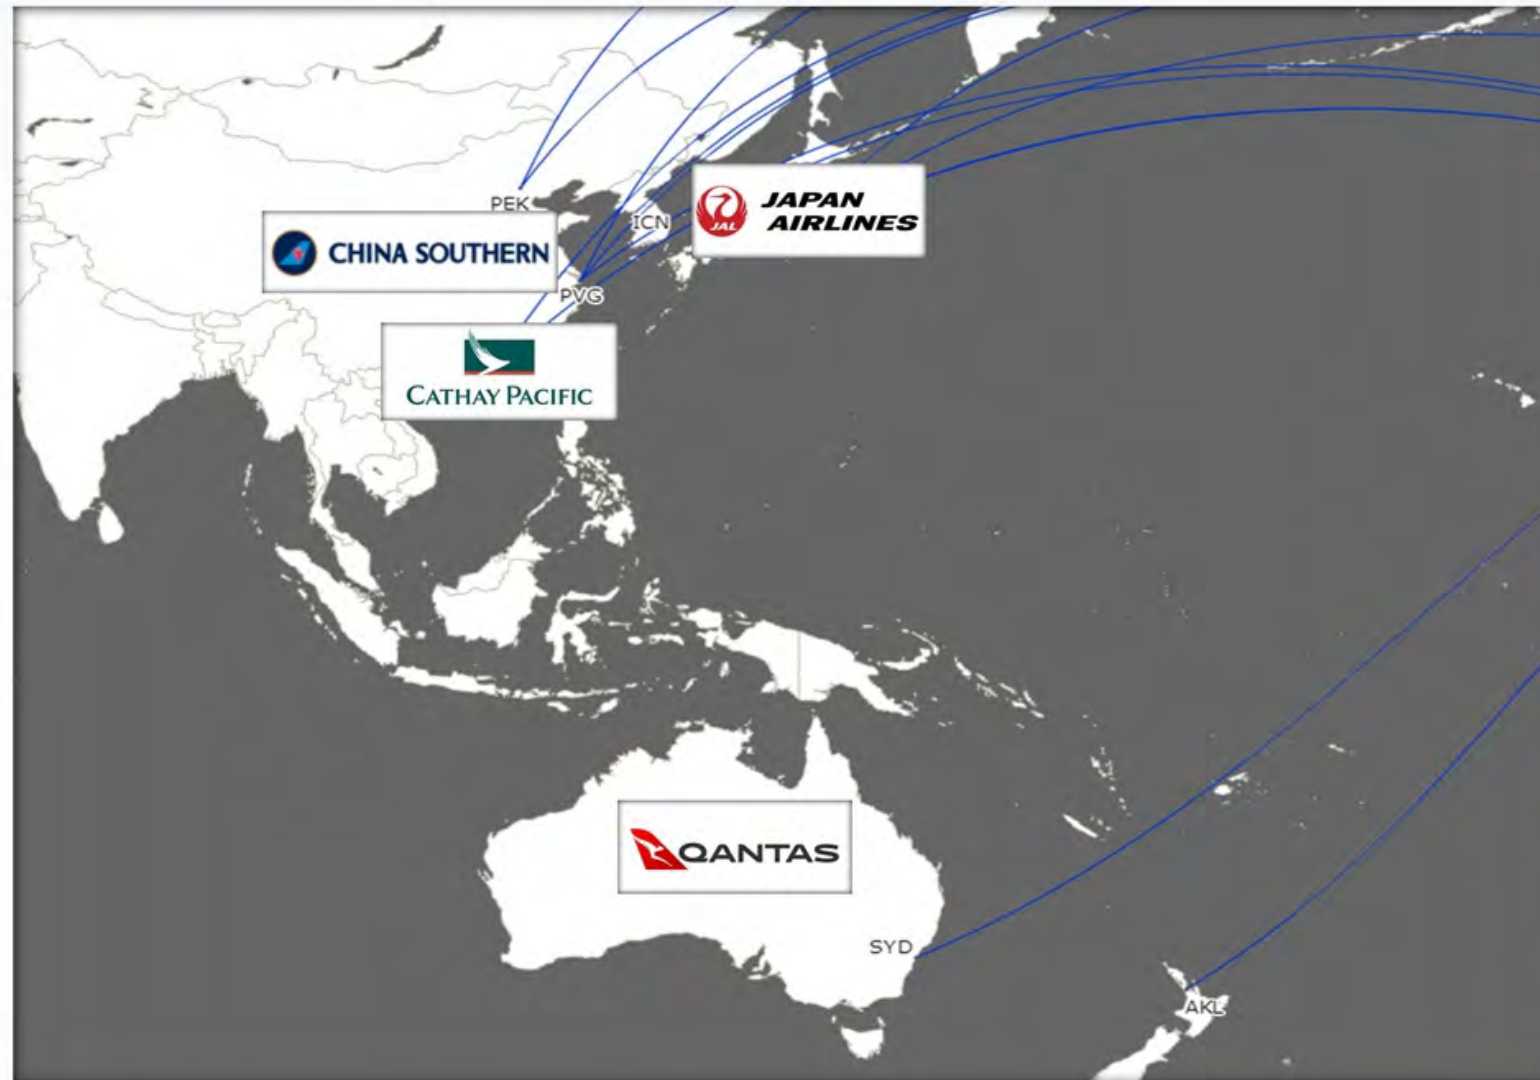 PEK
CHINA SOUTHERN
ICN
JAL
JAPAN
AIRLINES
PVG
CATHAY PACIFIC
QANTAS
SYD
AKL